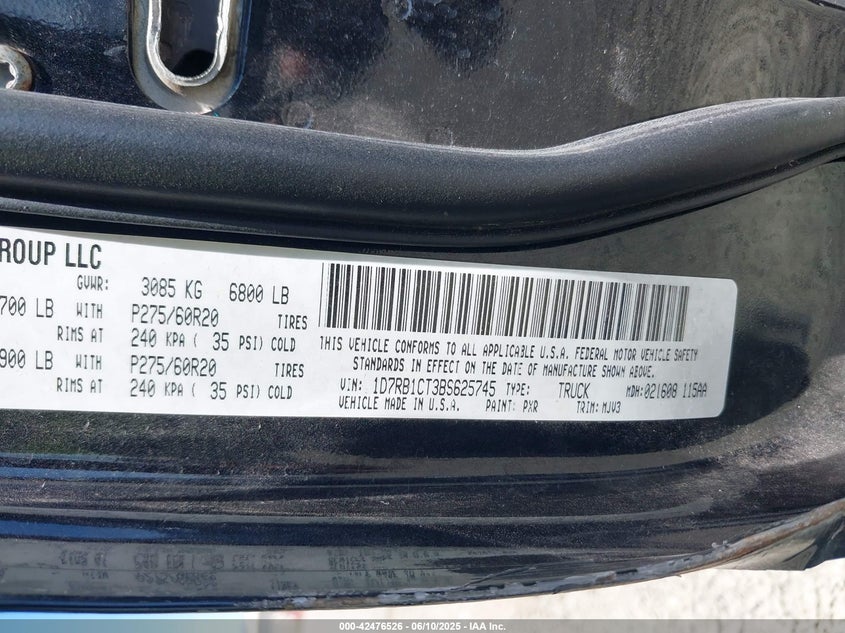 ROUP LLC
GVWR: 3085 KG 6800 LB
700 LB WITH P275/60R20 TIRES
RIMS AT 240 KPA ( 35 PSI) COLD
900 LB WITH P275/60R20 TIRES
RIMS AT 240 KPA ( 35 PSI) COLD
THIS VEHICLE CONFORMS TO ALL APPLICABLE U.S.A. FEDERAL MOTOR VEHICLE SAFETY
STANDARDS IN EFFECT ON THE DATE OF MANUFACTURE SHOWN ABOVE.
VIN: 1D7RB1CT3BS625745 TYPE: TRUCK MDH: 021608 115AA
VEHICLE MADE IN U.S.A. PAINT: PXR TRIM: MJV3
000-42476526 - 06/10/2025 - IAA Inc.